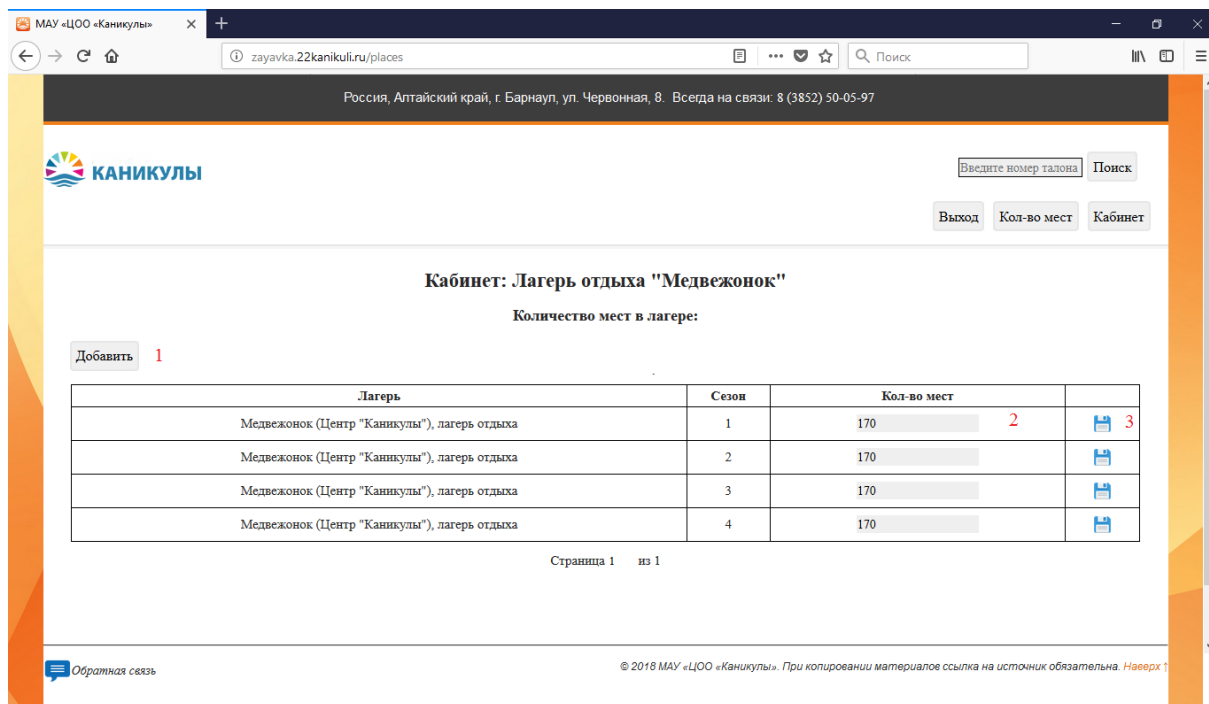 МАУ «ЦОО «Каникулы»
zayavka.22kanikuli.ru/places
Поиск
Россия, Алтайский край, г. Барнаул, ул. Червонная, 8. Всегда на связи: 8 (3852) 50-05-97
КАНИКУЛЫ
Введите номер талона Поиск
Выход Кол-во мест Кабинет
Кабинет: Лагерь отдыха "Медвежонок"
Количество мест в лагере:
Добавить 1
Лагерь Сезон Кол-во мест
Медвежонок (Центр "Каникулы"), лагерь отдыха 1 170 2 3
Медвежонок (Центр "Каникулы"), лагерь отдыха 2 170
Медвежонок (Центр "Каникулы"), лагерь отдыха 3 170
Медвежонок (Центр "Каникулы"), лагерь отдыха 4 170
Страница 1 из 1
Обратная связь
© 2018 МАУ «ЦОО «Каникулы». При копировании материалов ссылка на источник обязательна. Наверх ↑